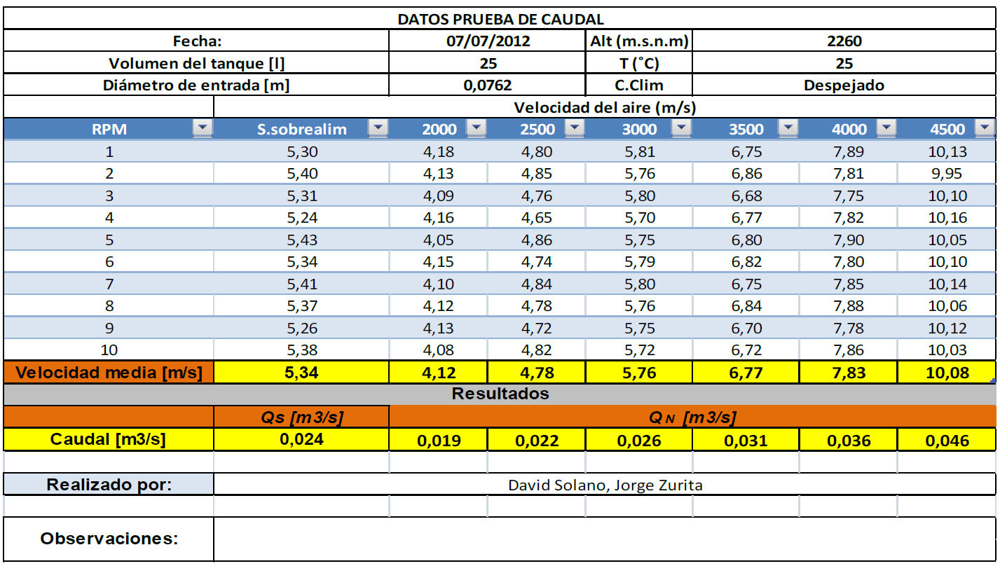 DATOS PRUEBA DE CAUDAL
Fecha: 07/07/2012 Alt (m.s.n.m) 2260
Volumen del tanque [l] 25 T (˚C) 25
Diámetro de entrada [m] 0,0762 C.Clim Despejado
Velocidad del aire (m/s)
RPM S.sobrealim 2000 2500 3000 3500 4000 4500
1 5,30 4,18 4,80 5,81 6,75 7,89 10,13
2 5,40 4,13 4,85 5,76 6,86 7,81 9,95
3 5,31 4,09 4,76 5,80 6,68 7,75 10,10
4 5,24 4,16 4,65 5,70 6,77 7,82 10,16
5 5,43 4,05 4,86 5,75 6,80 7,90 10,05
6 5,34 4,15 4,74 5,79 6,82 7,80 10,10
7 5,41 4,10 4,84 5,80 6,75 7,85 10,14
8 5,37 4,12 4,78 5,76 6,84 7,88 10,06
9 5,26 4,13 4,72 5,75 6,70 7,78 10,12
10 5,38 4,08 4,82 5,72 6,72 7,86 10,03
Velocidad media [m/s] 5,34 4,12 4,78 5,76 6,77 7,83 10,08
Resultados
Qs [m3/s] QN [m3/s]
Caudal [m3/s] 0,024 0,019 0,022 0,026 0,031 0,036 0,046
Realizado por: David Solano, Jorge Zurita
Observaciones: